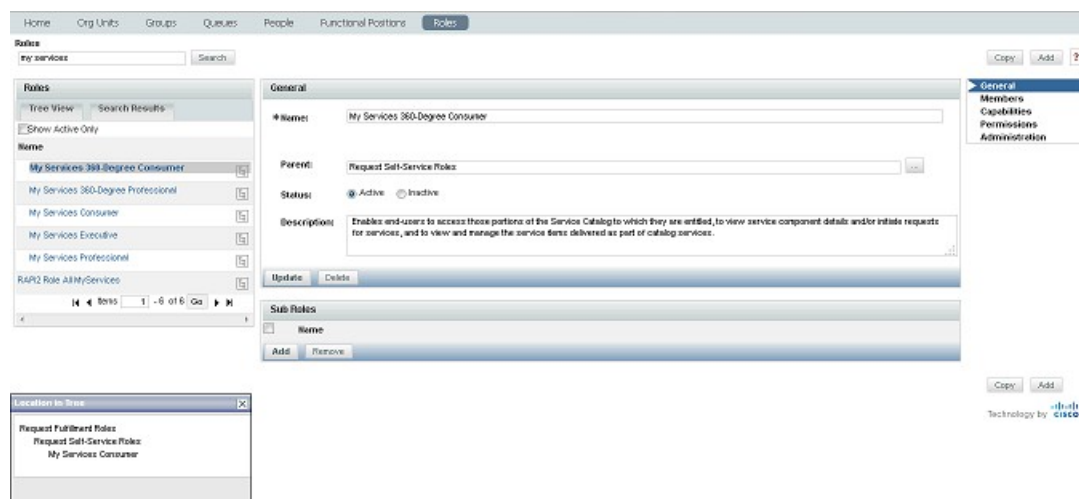 Home Org Units Groups Queues People Functional Positions Roles
Roles
my services Search
Copy Add ?
Roles
Tree View Search Results
Show Active Only
Name
My Services 360-Degree Consumer
My Services 360-Degree Professional
My Services Consumer
My Services Executive
My Services Professional
RAPI2 Role AllMyServices
Items 1 - 6 of 6 Go
General
*Name: My Services 360-Degree Consumer
Parent: Request Self-Service Roles ...
Status: Active Inactive
Description: Enables end-users to access those portions of the Service Catalog to which they are entitled, to view service component details and/or initiate requests
for services, and to view and manage the service items delivered as part of catalog services.
Update Delete
Sub Roles
Name
Add Remove
General
Members
Capabilities
Permissions
Administration
Copy Add
Technology by cisco
Location in Tree
Request Fulfillment Roles
Request Self-Service Roles
My Services Consumer